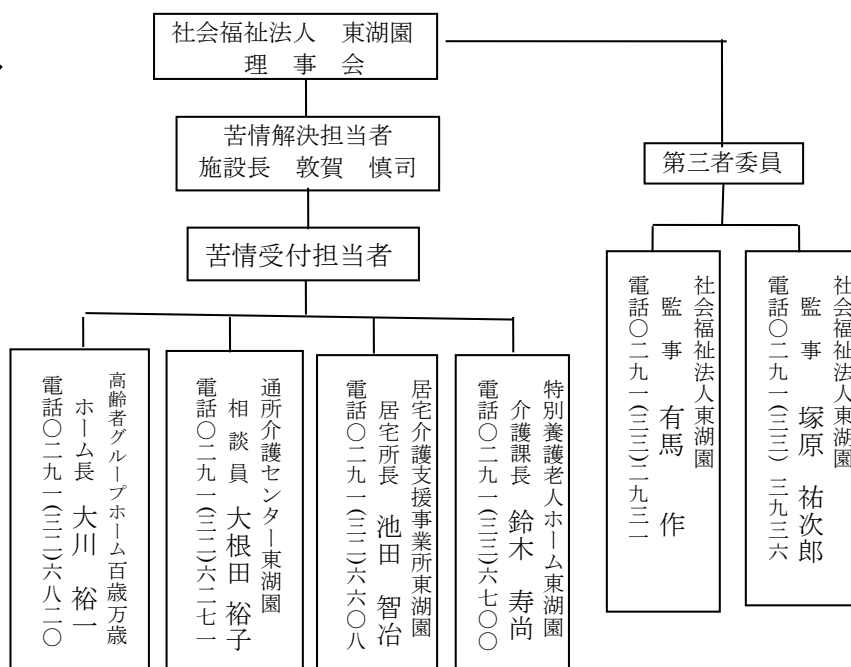 社会福祉法人　東湖園
理　事　会
苦情解決担当者
施設長　敦賀　慎司
苦情受付担当者
第三者委員
社会福祉法人東湖園
監　事　塚原　祐次郎
電話〇二九一(三三)三九三六
社会福祉法人東湖園
監　事　有馬　作
電話〇二九一(三三)二九三一
特別養護老人ホーム東湖園
介護課長　鈴木　寿尚
電話〇二九一(三三)六七〇〇
居宅介護支援事業所東湖園
居宅所長　池田　智冶
電話〇二九一(三二)六六〇八
通所介護センター東湖園
相談員　大根田　裕子
電話〇二九一(三二)六二七一
高齢者グループホーム百歳万歳
ホーム長　大川　裕一
電話〇二九一(三二)六八二〇